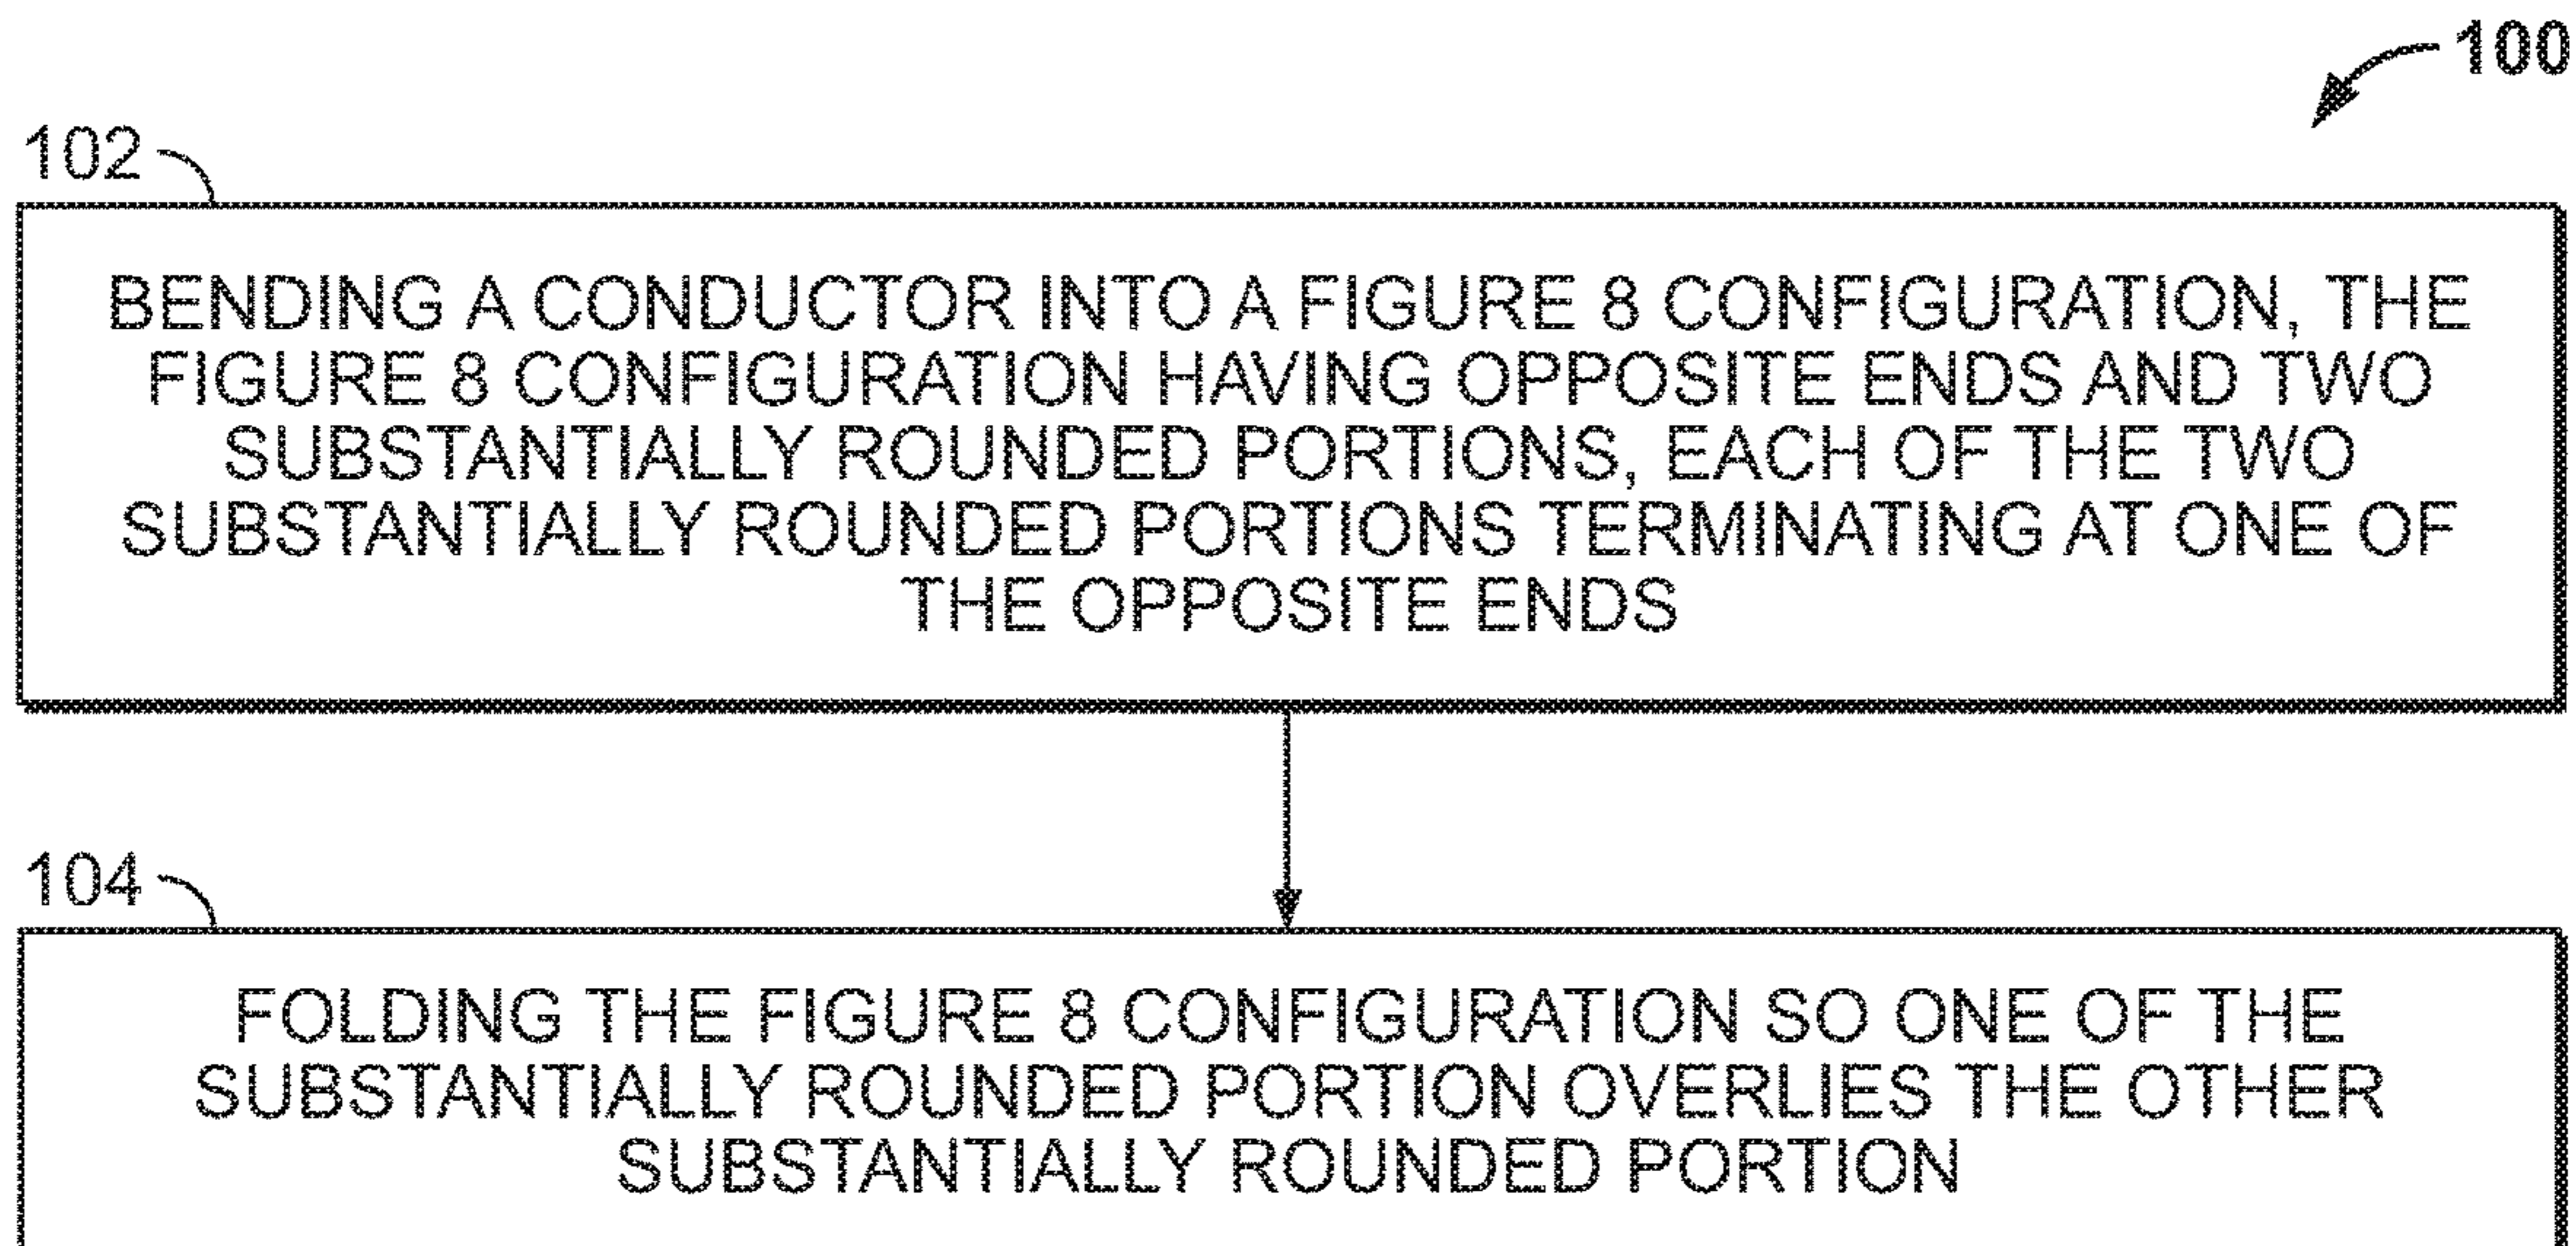 100
102
BENDING A CONDUCTOR INTO A FIGURE 8 CONFIGURATION, THE
FIGURE 8 CONFIGURATION HAVING OPPOSITE ENDS AND TWO
SUBSTANTIALLY ROUNDED PORTIONS, EACH OF THE TWO
SUBSTANTIALLY ROUNDED PORTIONS TERMINATING AT ONE OF
THE OPPOSITE ENDS
104
FOLDING THE FIGURE 8 CONFIGURATION SO ONE OF THE
SUBSTANTIALLY ROUNDED PORTION OVERLIES THE OTHER
SUBSTANTIALLY ROUNDED PORTION